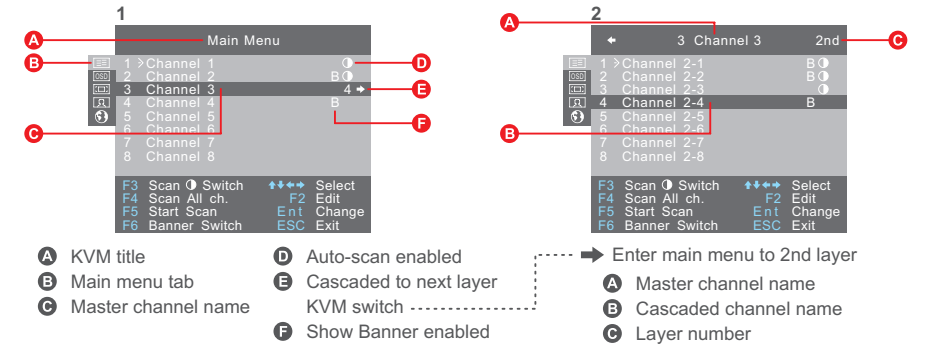 1
A
Main Menu
B
1 >Channel 1
D
OSD
2 Channel 2 B
3 Channel 3 4
E
4 Channel 4 B
C
5 Channel 5
F
6 Channel 6
7 Channel 7
8 Channel 8
F3 Scan Switch Select
F4 Scan All ch. F2 Edit
F5 Start Scan Ent Change
F6 Banner Switch ESC Exit
2
A
3 Channel 3 2nd
C
1 >Channel 2-1 B
OSD
2 Channel 2-2 B
3 Channel 2-3
4 Channel 2-4 B
B
5 Channel 2-5
6 Channel 2-6
7 Channel 2-7
8 Channel 2-8
F3 Scan Switch Select
F4 Scan All ch. F2 Edit
F5 Start Scan Ent Change
F6 Banner Switch ESC Exit
A KVM title
B Main menu tab
C Master channel name
D Auto-scan enabled
E Cascaded to next layer
KVM switch
F Show Banner enabled
Enter main menu to 2nd layer
A Master channel name
B Cascaded channel name
C Layer number